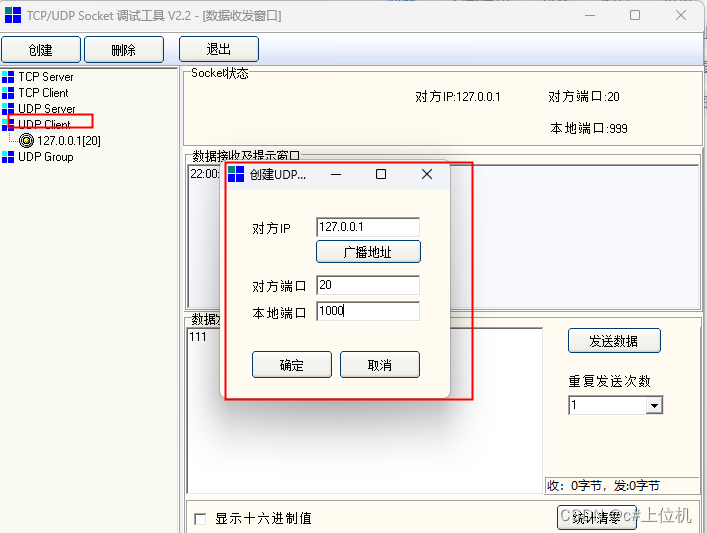 TCP/UDP Socket 调试工具 V2.2 - [数据收发窗口]
创建 删除 退出
TCP Server
TCP Client
UDP Server
UDP Client
127.0.0.1[20]
UDP Group
Socket状态
对方IP:127.0.0.1 对方端口:20
本地端口:999
数据接收及提示窗口
22:00:
创建UDP...
对方IP 127.0.0.1
广播地址
对方端口 20
本地端口 1000
确定 取消
数据发
111
发送数据
重复发送次数
1
收: 0字节, 发:0字节
显示十六进制值
统计清零
CSDN @c#上位机